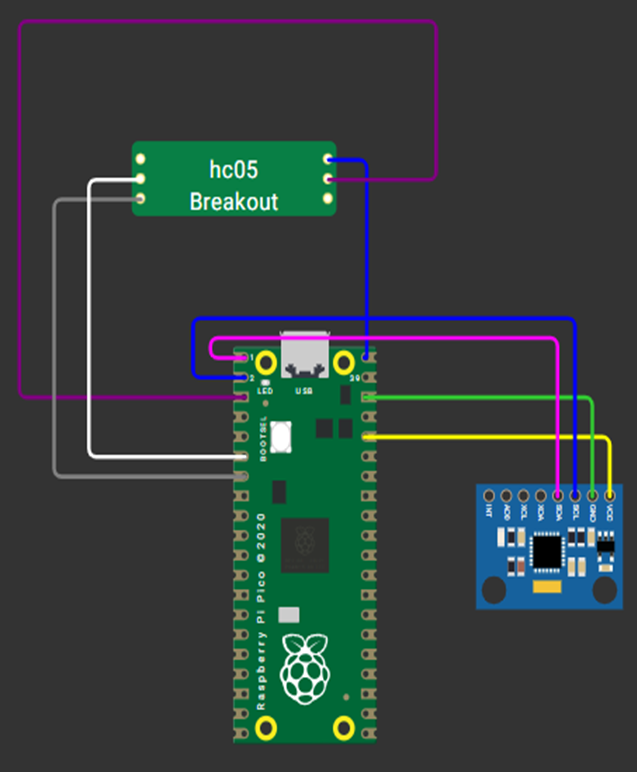 hc05
Breakout
1
2
39
LED
USB
BOOTSEL
Raspberry Pi Pico ©2020
INT
AD0
XCL
XDA
SDA
SCL
GND
VCC